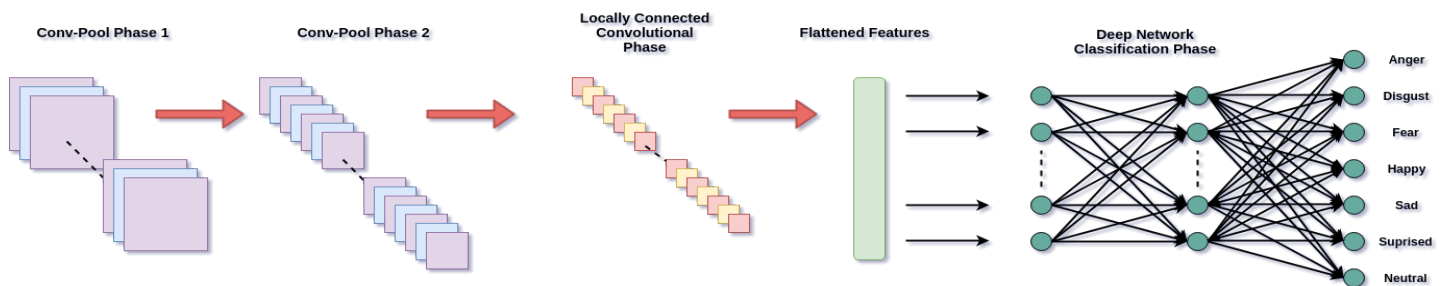 Conv-Pool Phase 1
Conv-Pool Phase 2
Locally Connected
Convolutional
Phase
Flattened Features
Deep Network
Classification Phase
Anger
Disgust
Fear
Happy
Sad
Suprised
Neutral